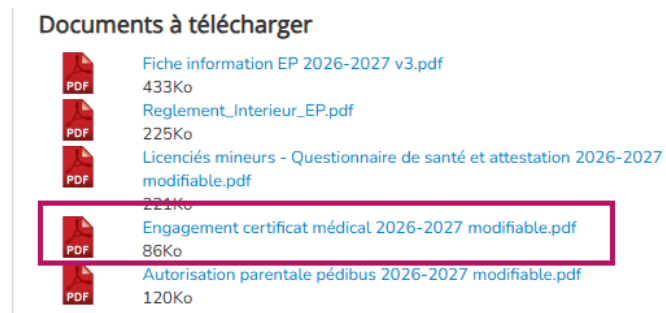 Documents à télécharger
PDF
Fiche information EP 2026-2027 v3.pdf
433Ko
PDF
Reglement_Interieur_EP.pdf
225Ko
PDF
Licenciés mineurs - Questionnaire de santé et attestation 2026-2027
modifiable.pdf
221Ko
PDF
Engagement certificat médical 2026-2027 modifiable.pdf
86Ko
PDF
Autorisation parentale pédibus 2026-2027 modifiable.pdf
120Ko